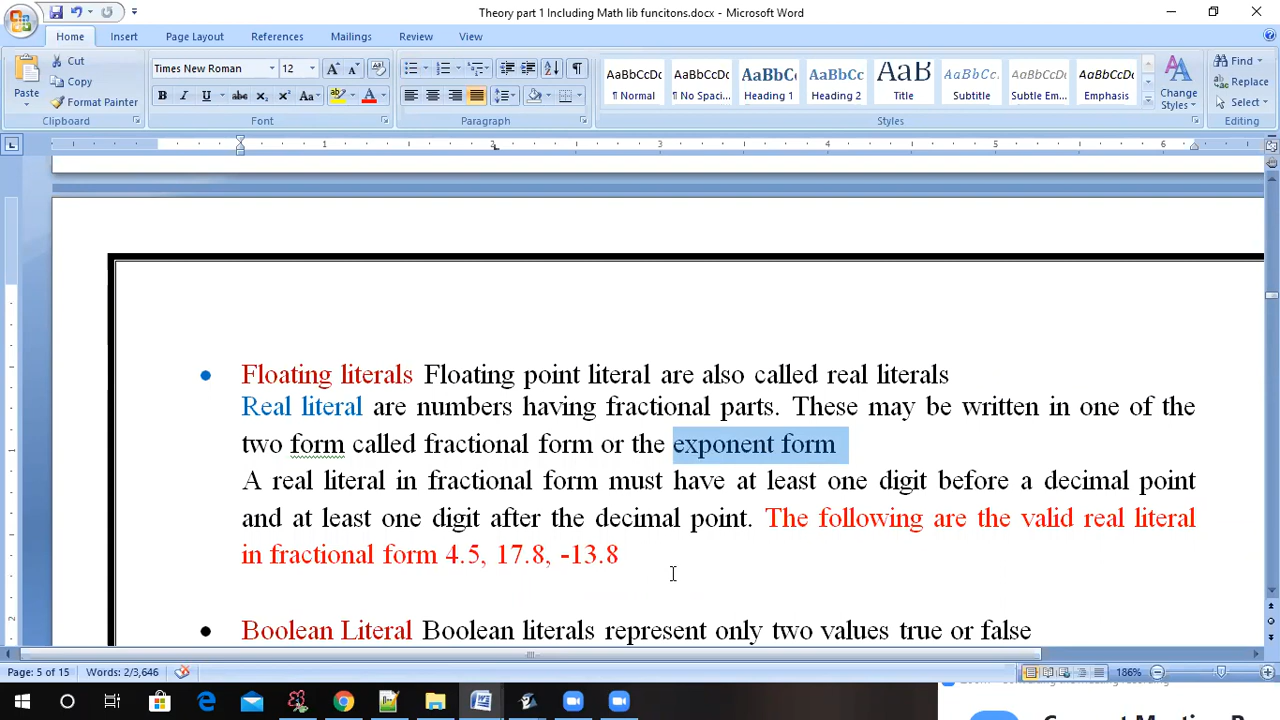 Theory part 1 Including Math lib funcitons.docx - Microsoft Word
Home Insert Page Layout References Mailings Review View
Paste
Cut
Copy
Format Painter
Clipboard
Times New Roman 12
Font
Paragraph
AaBbCcDc AaBbCcDc AaBbCc AaBbCc AaB AaBbCc. AaBbCcDc AaBbCcDc
¶ Normal ¶ No Spaci... Heading 1 Heading 2 Title Subtitle Subtle Em... Emphasis
Styles
Change Styles
Find
Replace
Select
Editing
1 2 3 4 5 6
Floating literals Floating point literal are also called real literals
Real literal are numbers having fractional parts. These may be written in one of the
two form called fractional form or the exponent form
A real literal in fractional form must have at least one digit before a decimal point
and at least one digit after the decimal point. The following are the valid real literal
in fractional form 4.5, 17.8, -13.8
Boolean Literal Boolean literals represent only two values true or false
Page: 5 of 15 Words: 2/3,646 186%